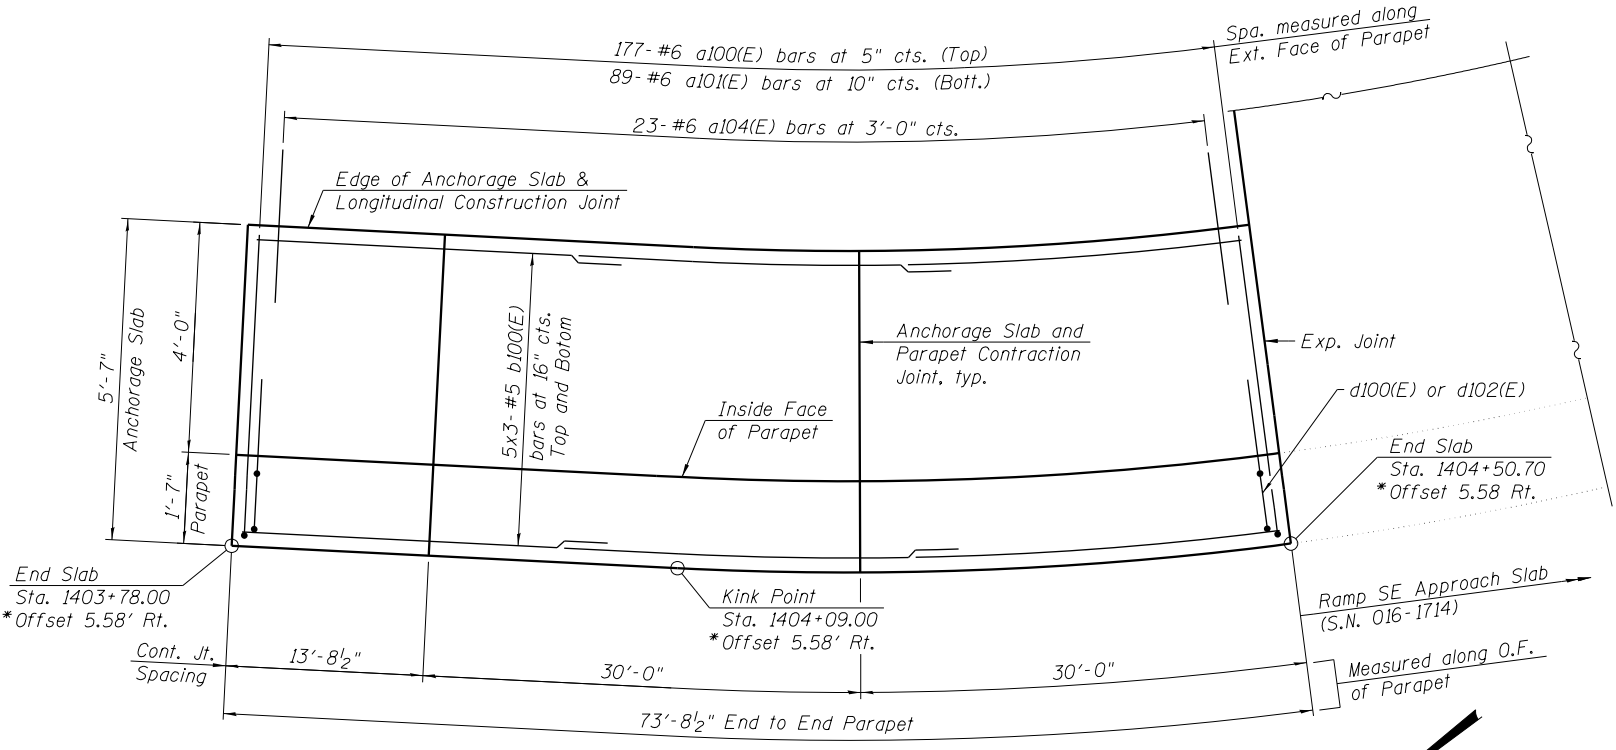 177-#6 a100(E) bars at 5" cts. (Top)
89-#6 a101(E) bars at 10" cts. (Bott.)
Spa. measured along
Ext. Face of Parapet
23-#6 a104(E) bars at 3'-0" cts.
Edge of Anchorage Slab &
Longitudinal Construction Joint
5'-7"
Anchorage Slab
4'-0"
1'-7"
Parapet
5x3-#5 b100(E)
bars at 16" cts.
Top and Botom
Anchorage Slab and
Parapet Contraction
Joint, typ.
Exp. Joint
Inside Face
of Parapet
d100(E) or d102(E)
End Slab
Sta. 1404+50.70
*Offset 5.58 Rt.
End Slab
Sta. 1403+78.00
*Offset 5.58' Rt.
Kink Point
Sta. 1404+09.00
*Offset 5.58' Rt.
Ramp SE Approach Slab
(S.N. 016-1714)
Cont. Jt.
Spacing
13'-8½"
30'-0"
30'-0"
Measured along O.F.
of Parapet
73'-8½" End to End Parapet